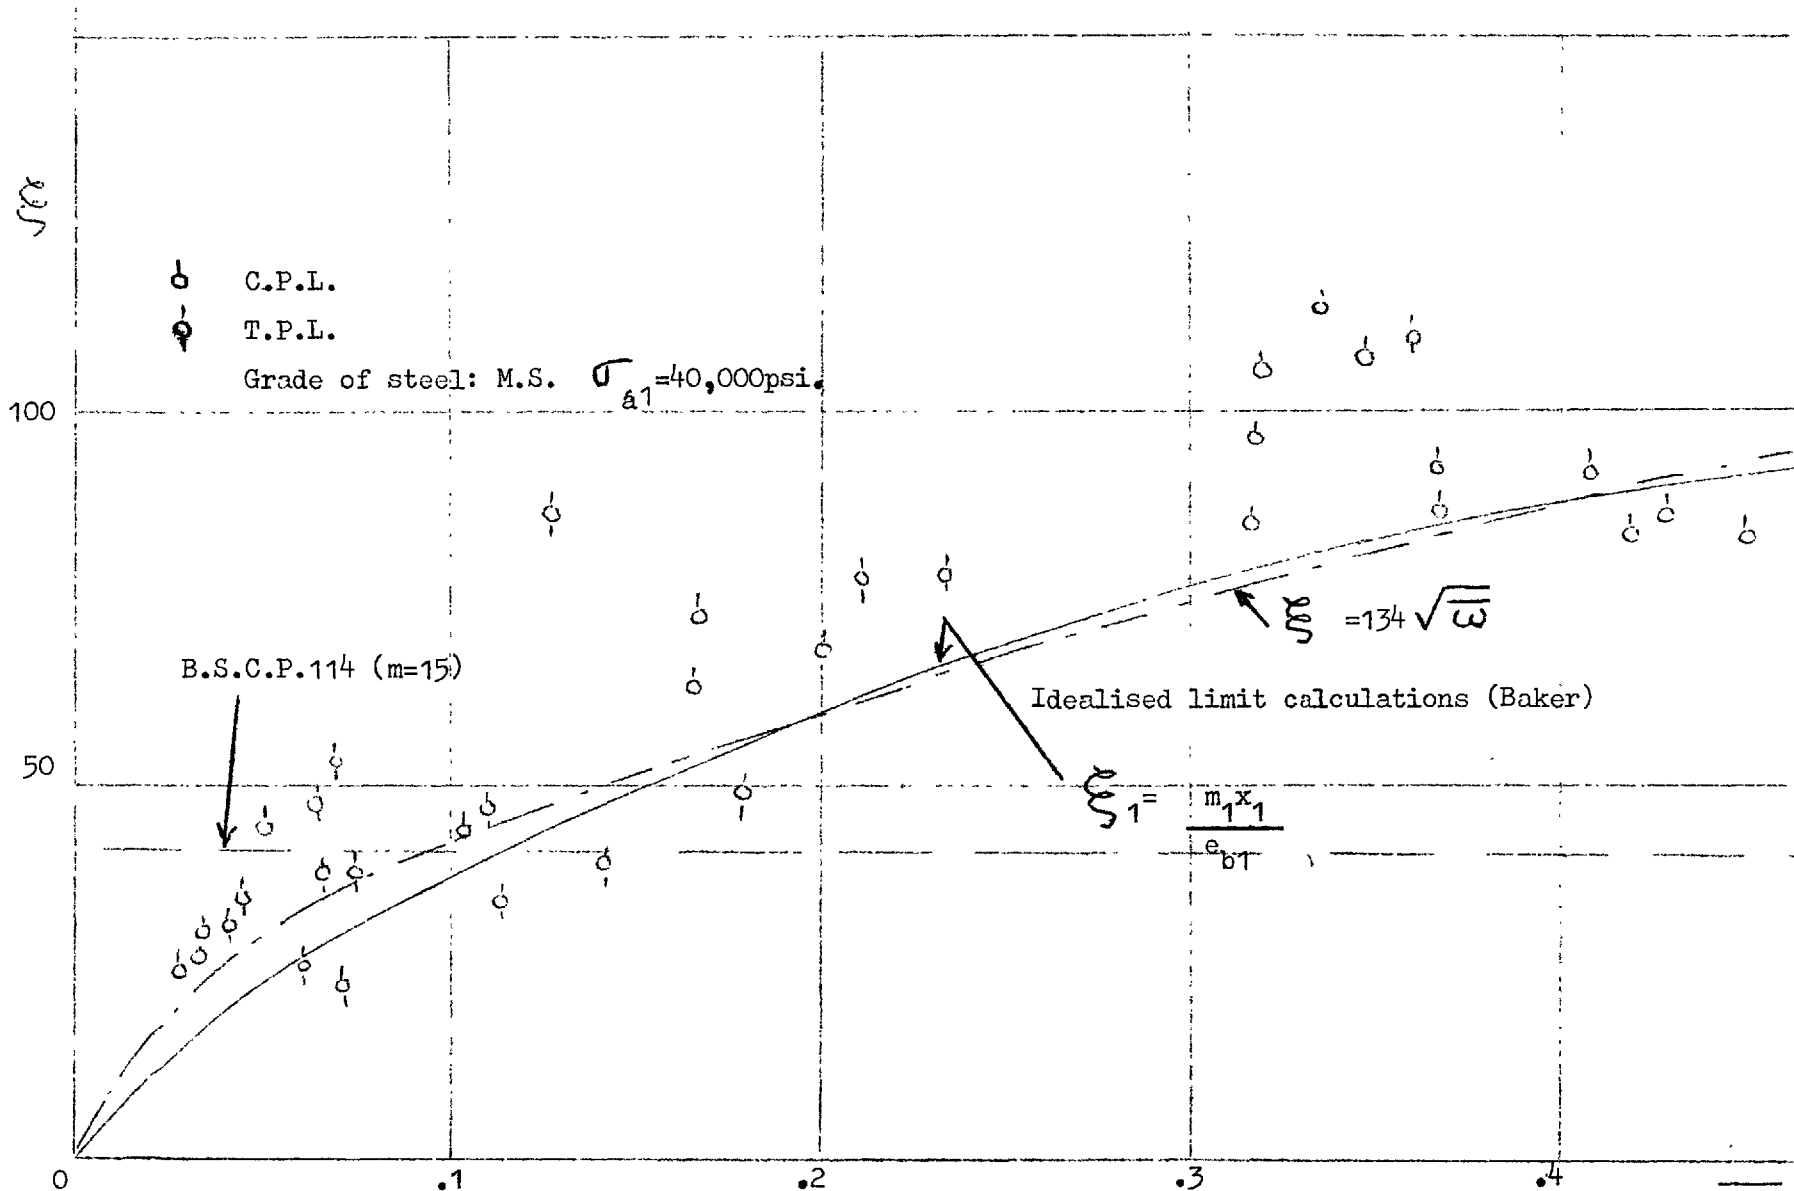 ξ
C.P.L.
T.P.L.
Grade of steel: M.S. σa1=40,000psi.
100
ξ =134 √ω̄
B.S.C.P.114 (m=15)
Idealised limit calculations (Baker)
50
ξ1= m1x1
eb1
0 .1 .2 .3 .4